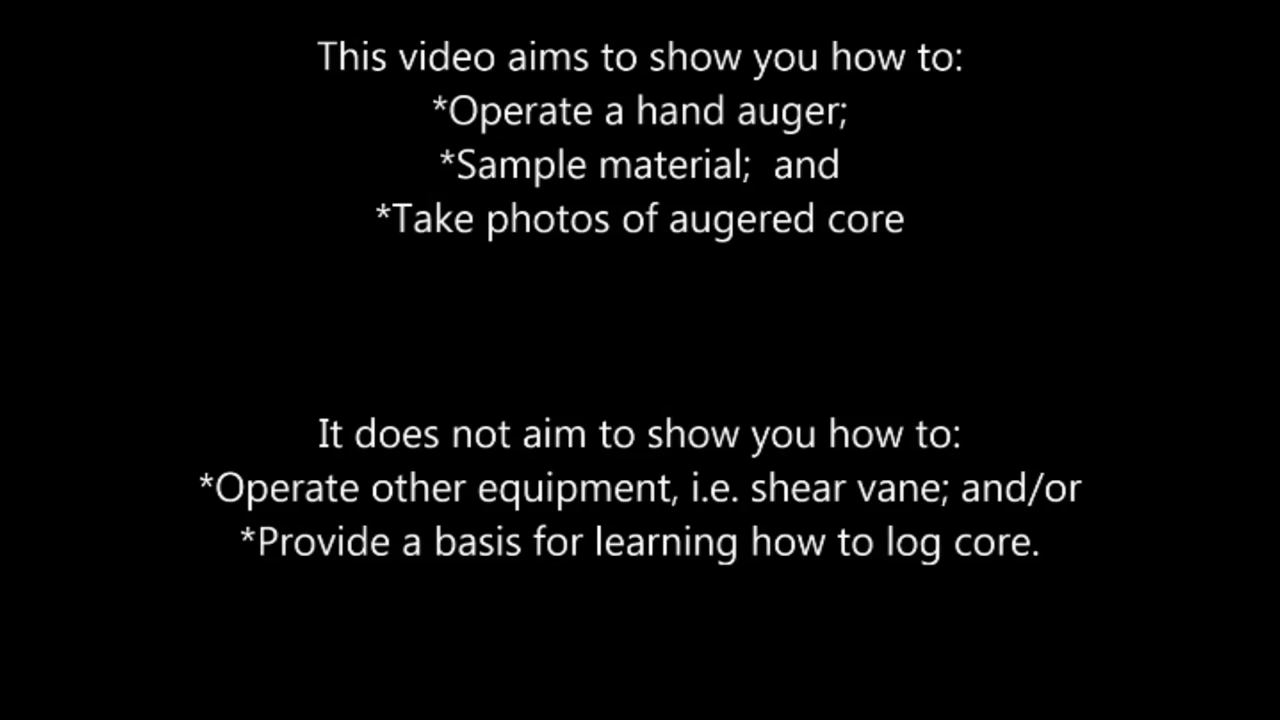 This video aims to show you how to:
*Operate a hand auger;
*Sample material;  and
*Take photos of augered core
It does not aim to show you how to:
*Operate other equipment, i.e. shear vane; and/or
*Provide a basis for learning how to log core.